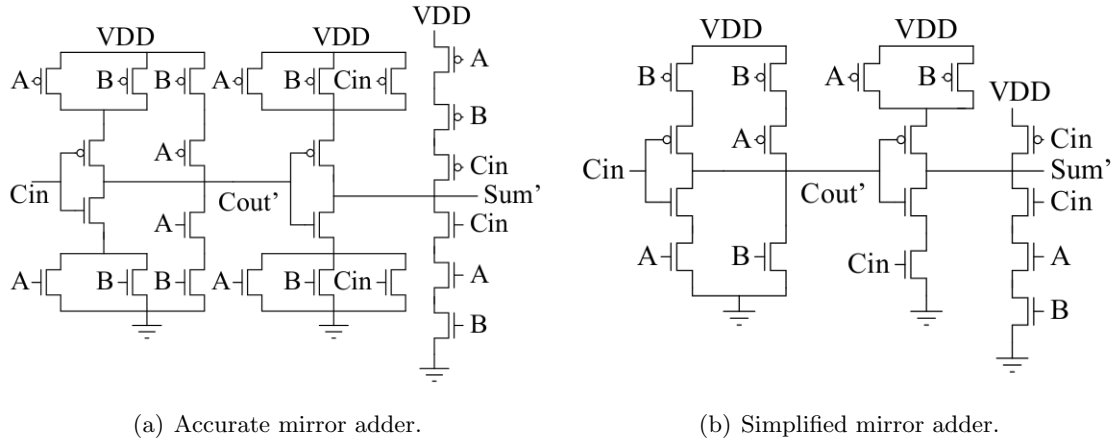 VDD
VDD VDD
A B B A B Cin A
B
A Cin
Cin Cout' Sum'
A Cin
A B B A B Cin A
B
(a) Accurate mirror adder.
VDD VDD
B B A B
VDD
A Cin
Cin Cout' Sum'
Cin
A B Cin A
B
(b) Simplified mirror adder.